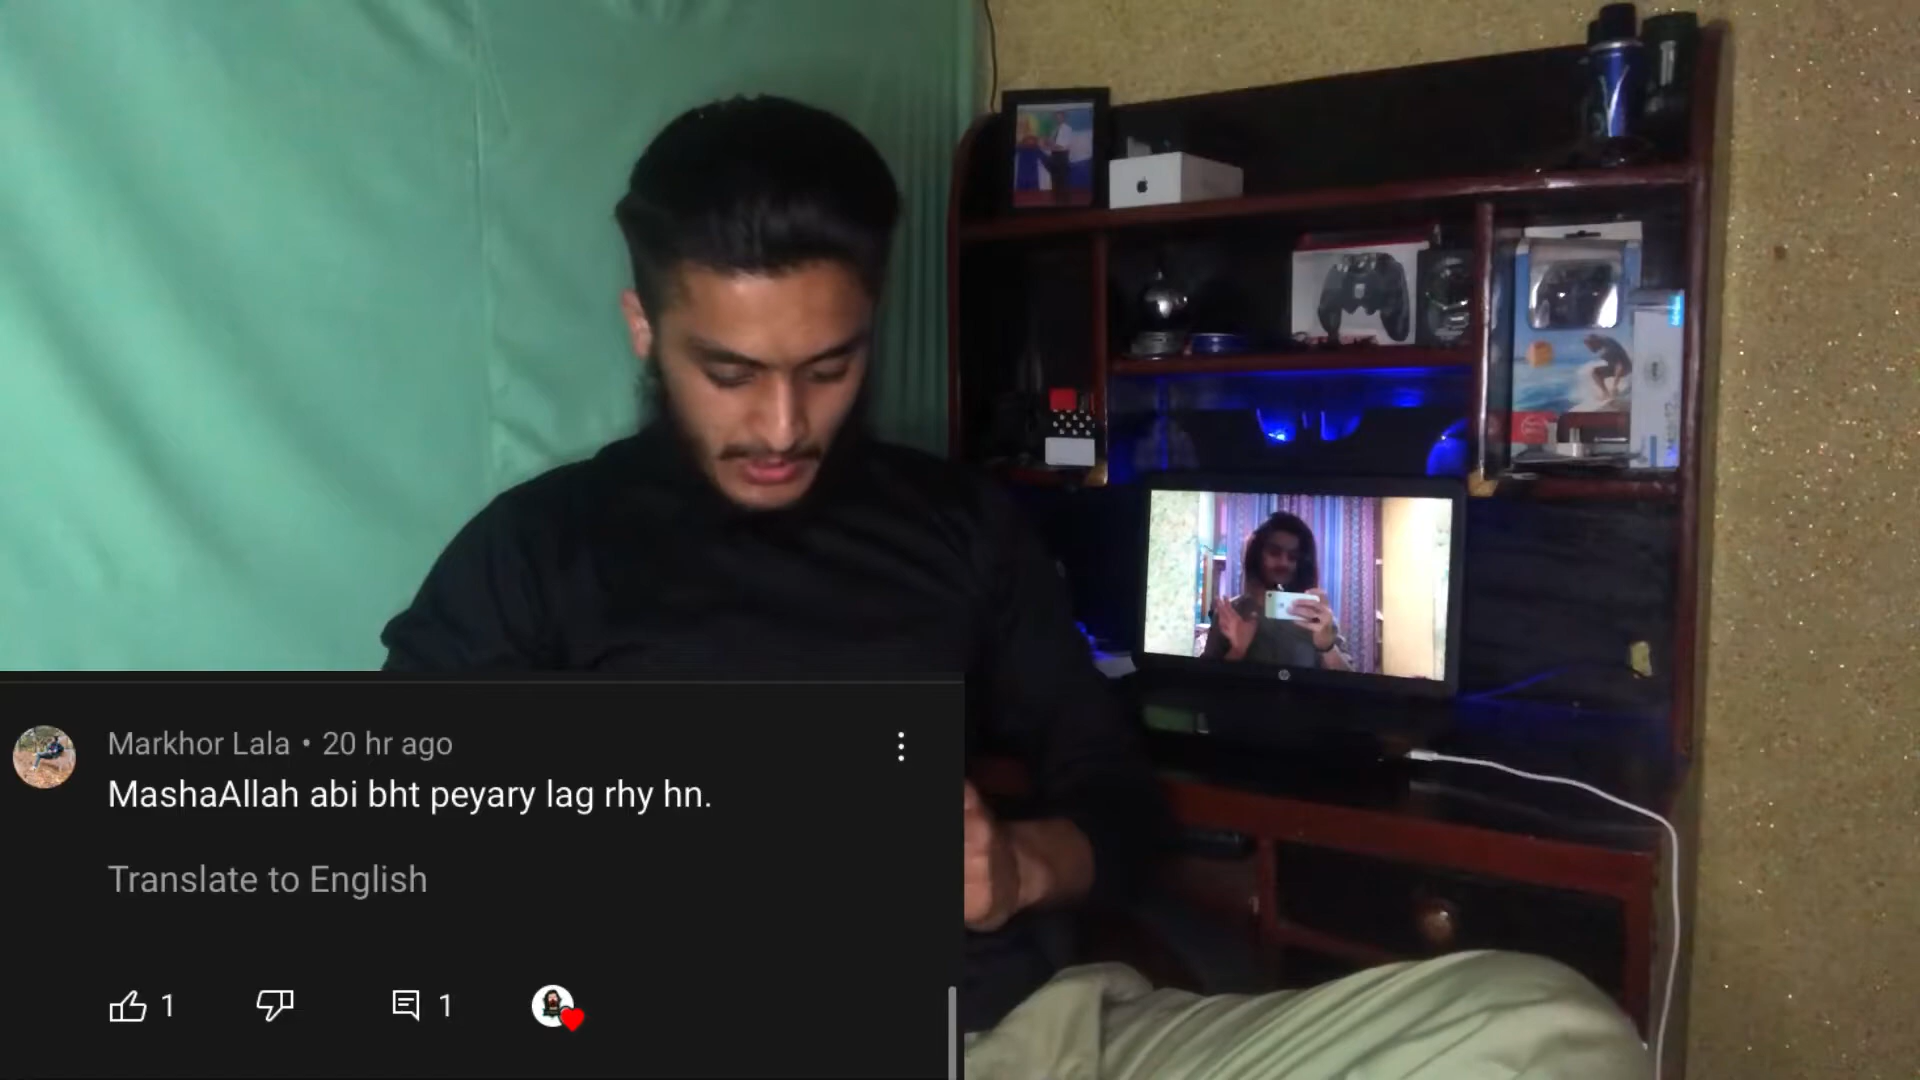 Markhor Lala • 20 hr ago
MashaAllah abi bht peyary lag rhy hn.
Translate to English
1
1